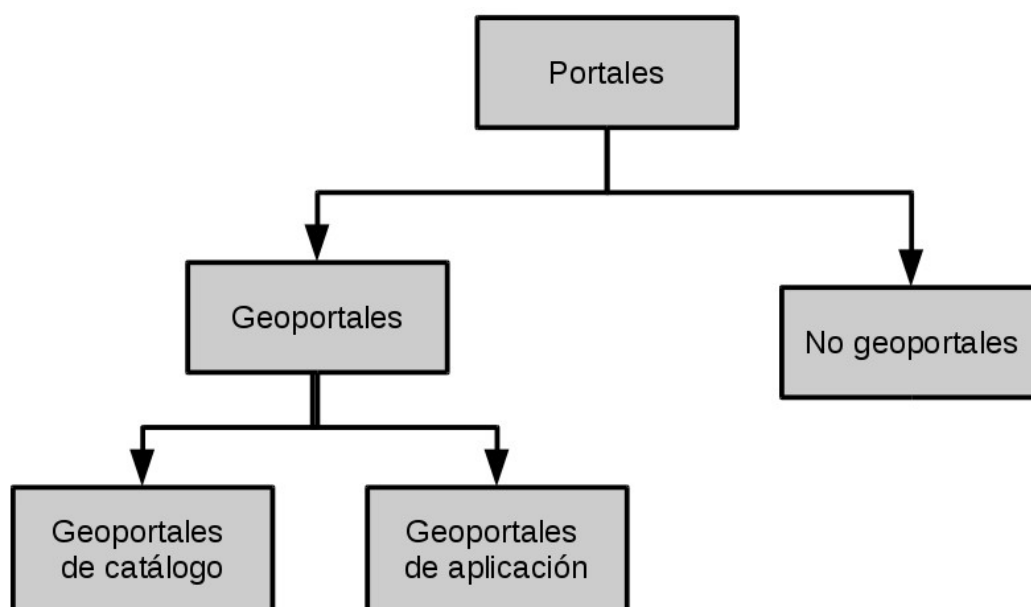 Portales
Geoportales
No geoportales
Geoportales
de catálogo
Geoportales
de aplicación